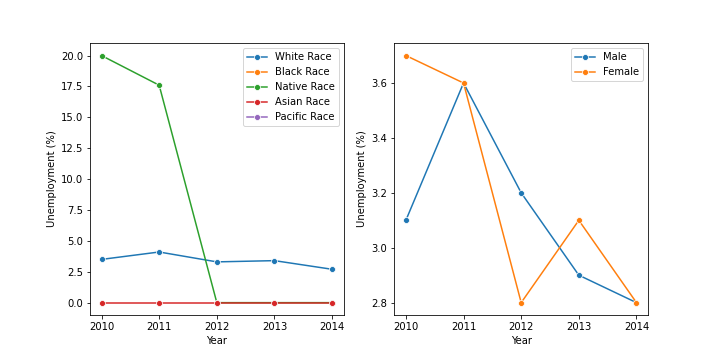 20.0
17.5
15.0
12.5
10.0
7.5
5.0
2.5
0.0
Unemployment (%)
2010 2011 2012 2013 2014
Year
White Race
Black Race
Native Race
Asian Race
Pacific Race
3.6
3.4
3.2
3.0
2.8
Unemployment (%)
2010 2011 2012 2013 2014
Year
Male
Female